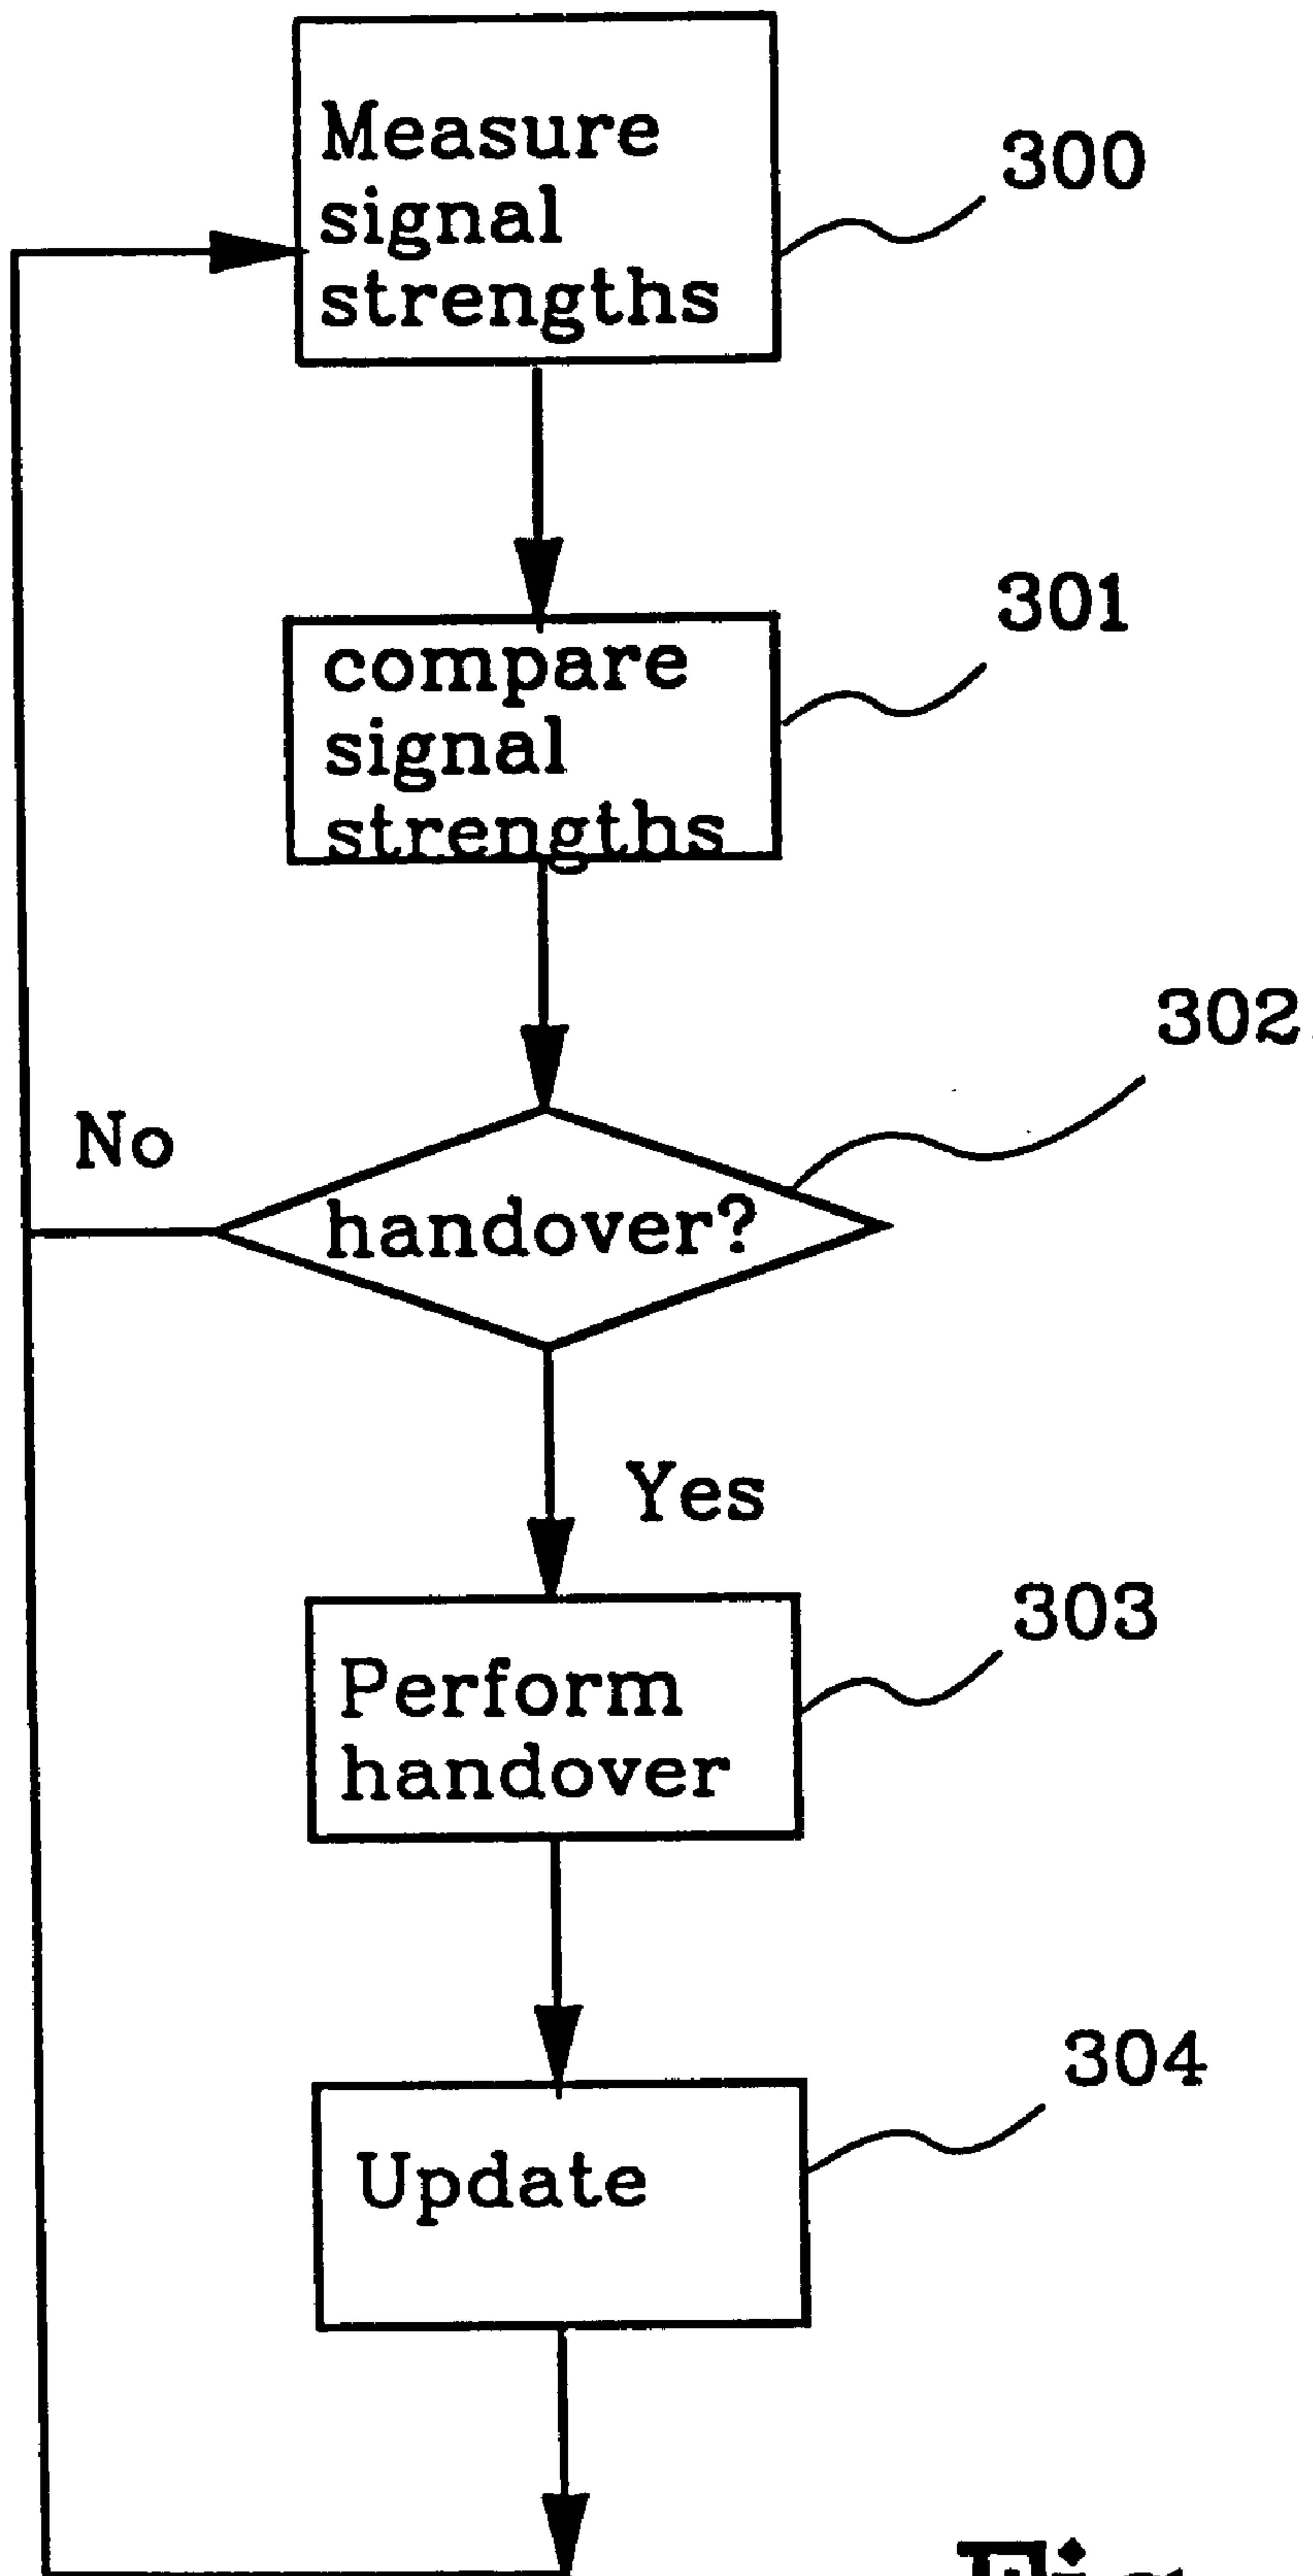 Measure
signal
strengths
300
compare
signal
strengths
301
302
No
handover?
Yes
Perform
handover
303
Update
304